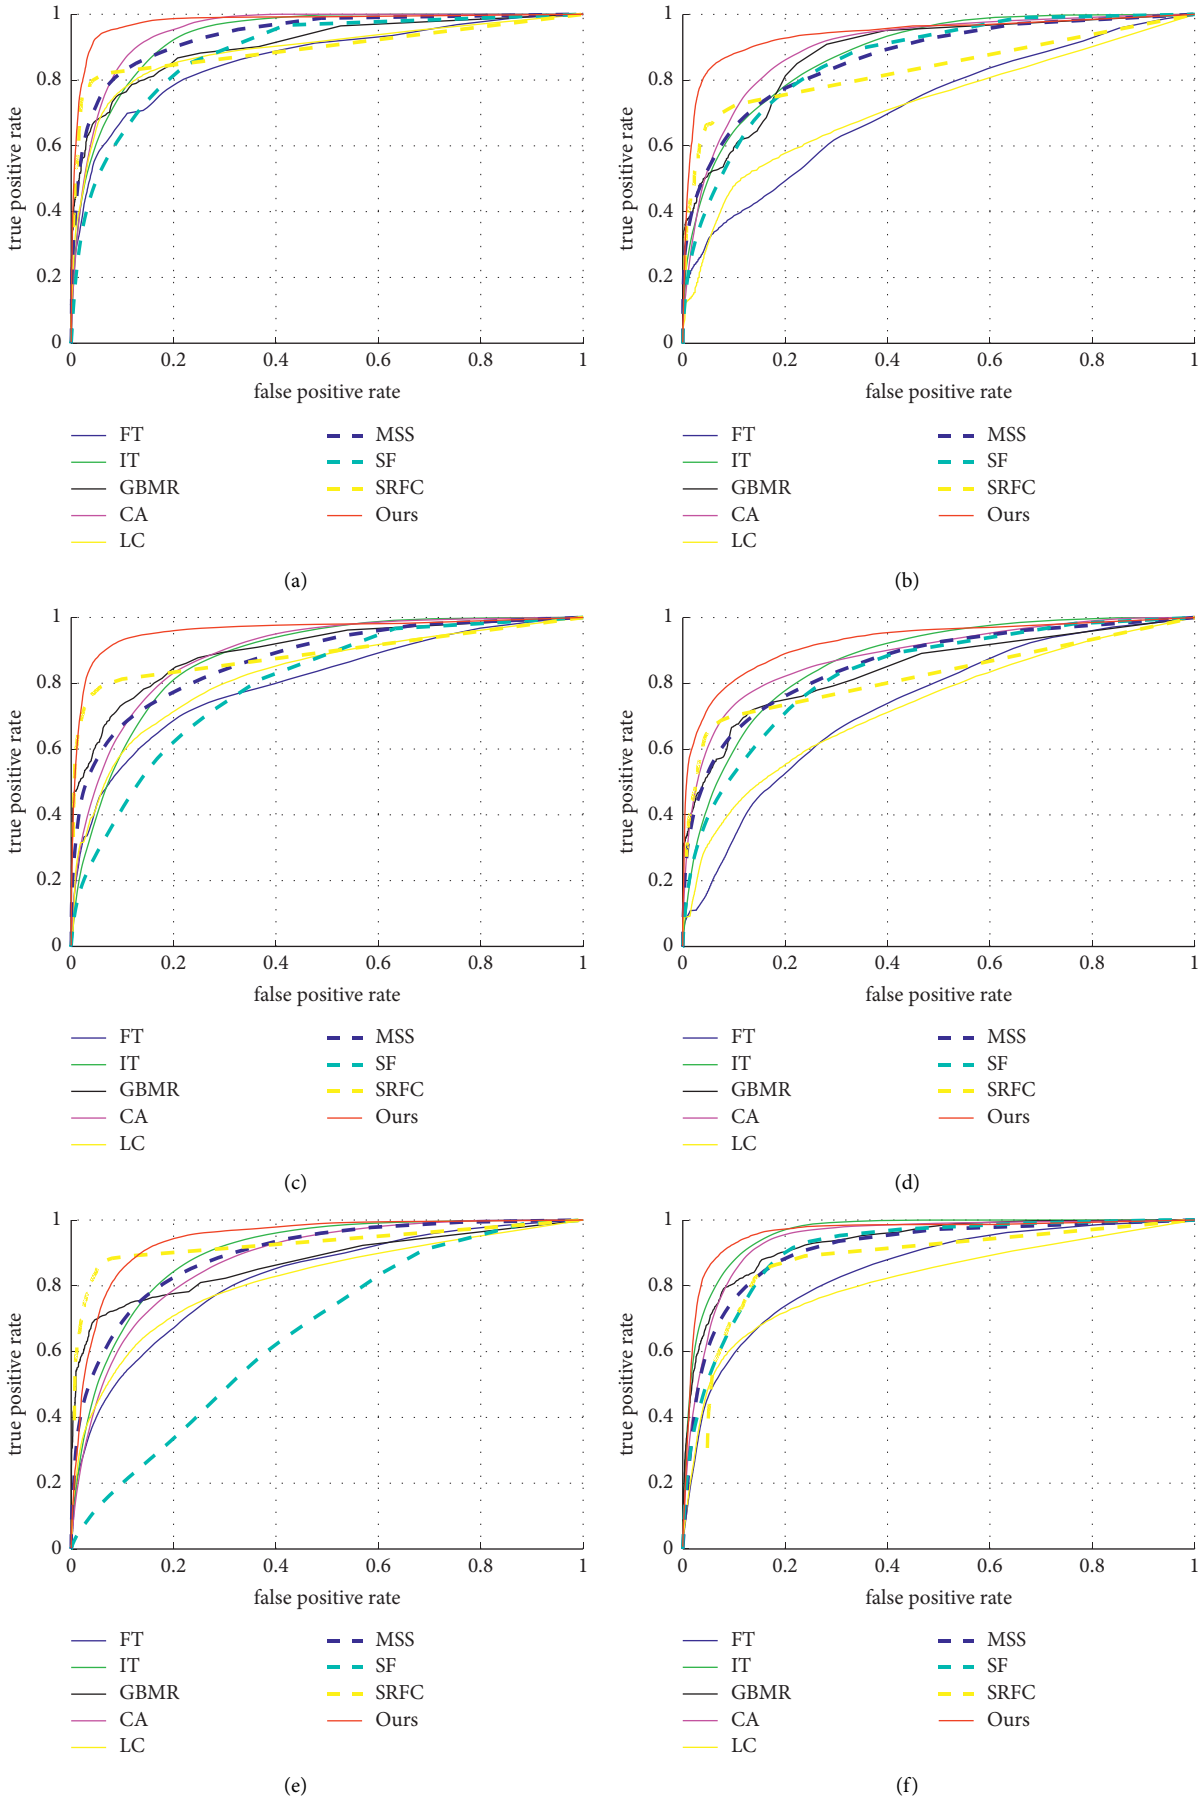 1
0.8
0.6
0.4
0.2
0
true positive rate
0 0.2 0.4 0.6 0.8 1
false positive rate
FT MSS
IT SF
GBMR SRFC
CA Ours
LC
(a)
1
0.8
0.6
0.4
0.2
0
true positive rate
0 0.2 0.4 0.6 0.8 1
false positive rate
FT MSS
IT SF
GBMR SRFC
CA Ours
LC
(b)
1
0.8
0.6
0.4
0.2
0
true positive rate
0 0.2 0.4 0.6 0.8 1
false positive rate
FT MSS
IT SF
GBMR SRFC
CA Ours
LC
(c)
1
0.8
0.6
0.4
0.2
0
true positive rate
0 0.2 0.4 0.6 0.8 1
false positive rate
FT MSS
IT SF
GBMR SRFC
CA Ours
LC
(d)
1
0.8
0.6
0.4
0.2
0
true positive rate
0 0.2 0.4 0.6 0.8 1
false positive rate
FT MSS
IT SF
GBMR SRFC
CA Ours
LC
(e)
1
0.8
0.6
0.4
0.2
0
true positive rate
0 0.2 0.4 0.6 0.8 1
false positive rate
FT MSS
IT SF
GBMR SRFC
CA Ours
LC
(f)